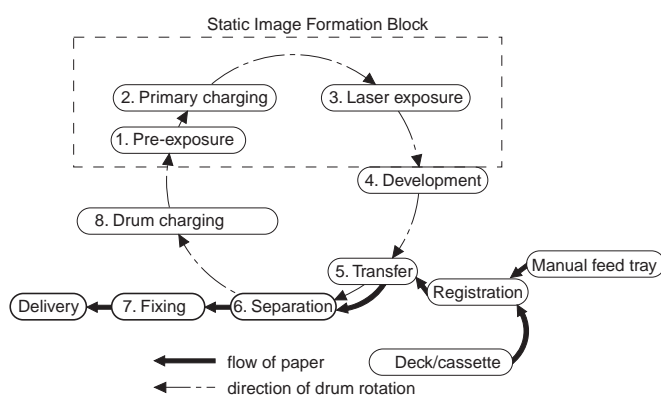 Static Image Formation Block
2. Primary charging
3. Laser exposure
1. Pre-exposure
4. Development
8. Drum charging
5. Transfer
Manual feed tray
Registration
Delivery
7. Fixing
6. Separation
Deck/cassette
flow of paper
direction of drum rotation